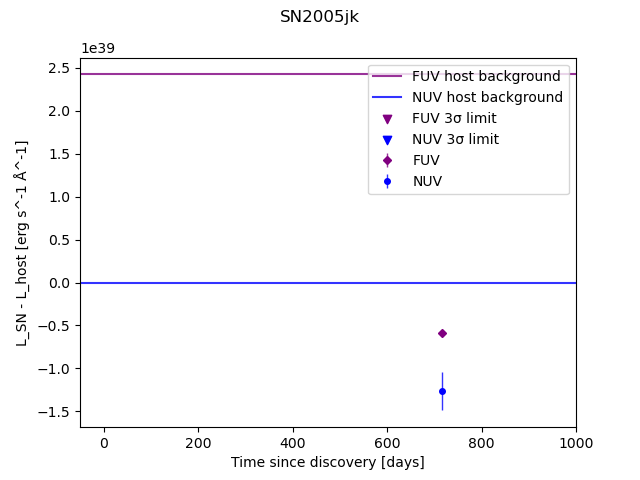 SN2005jk
1e39
2.5
2.0
1.5
1.0
0.5
0.0
−0.5
−1.0
−1.5
L_SN - L_host [erg s^-1 Å^-1]
FUV host background
NUV host background
FUV 3σ limit
NUV 3σ limit
FUV
NUV
0 200 400 600 800 1000
Time since discovery [days]